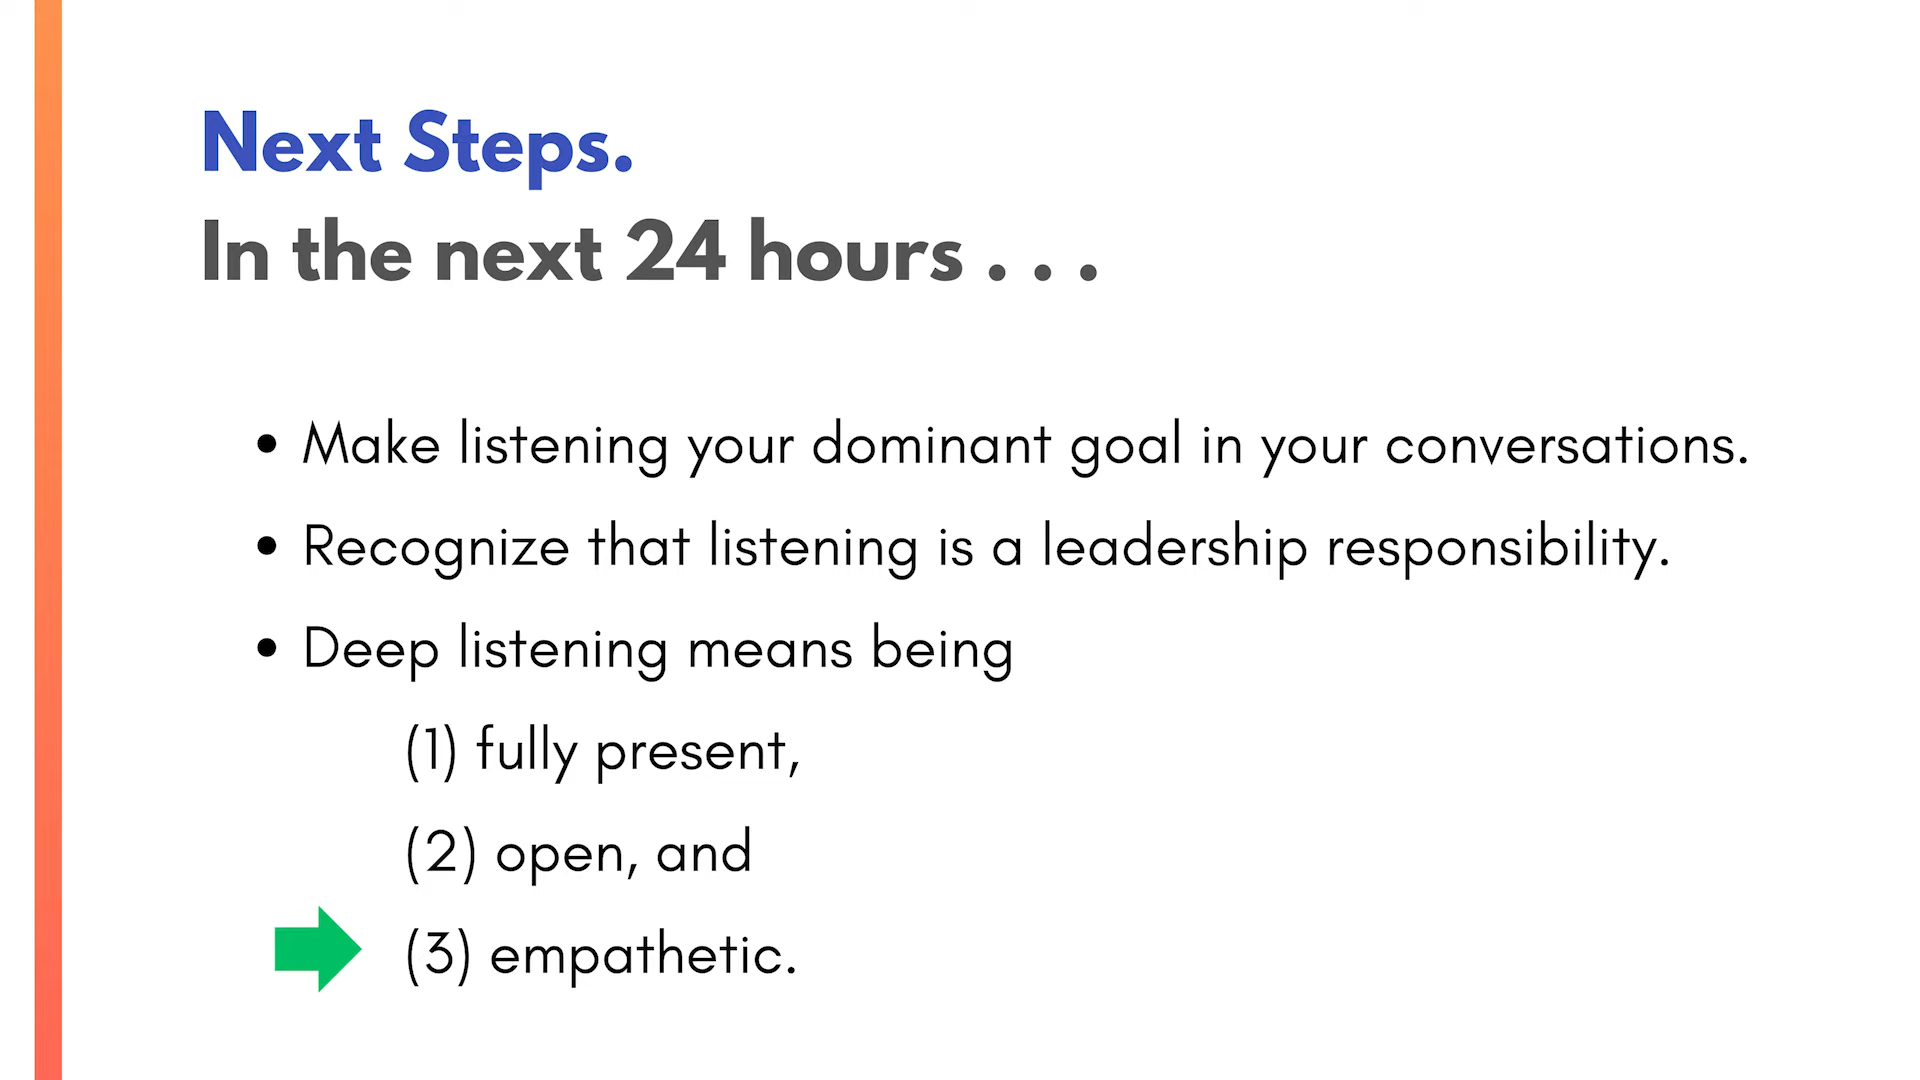 Next Steps.
In the next 24 hours . . .
• Make listening your dominant goal in your conversations.
• Recognize that listening is a leadership responsibility.
• Deep listening means being
(1) fully present,
(2) open, and
(3) empathetic.